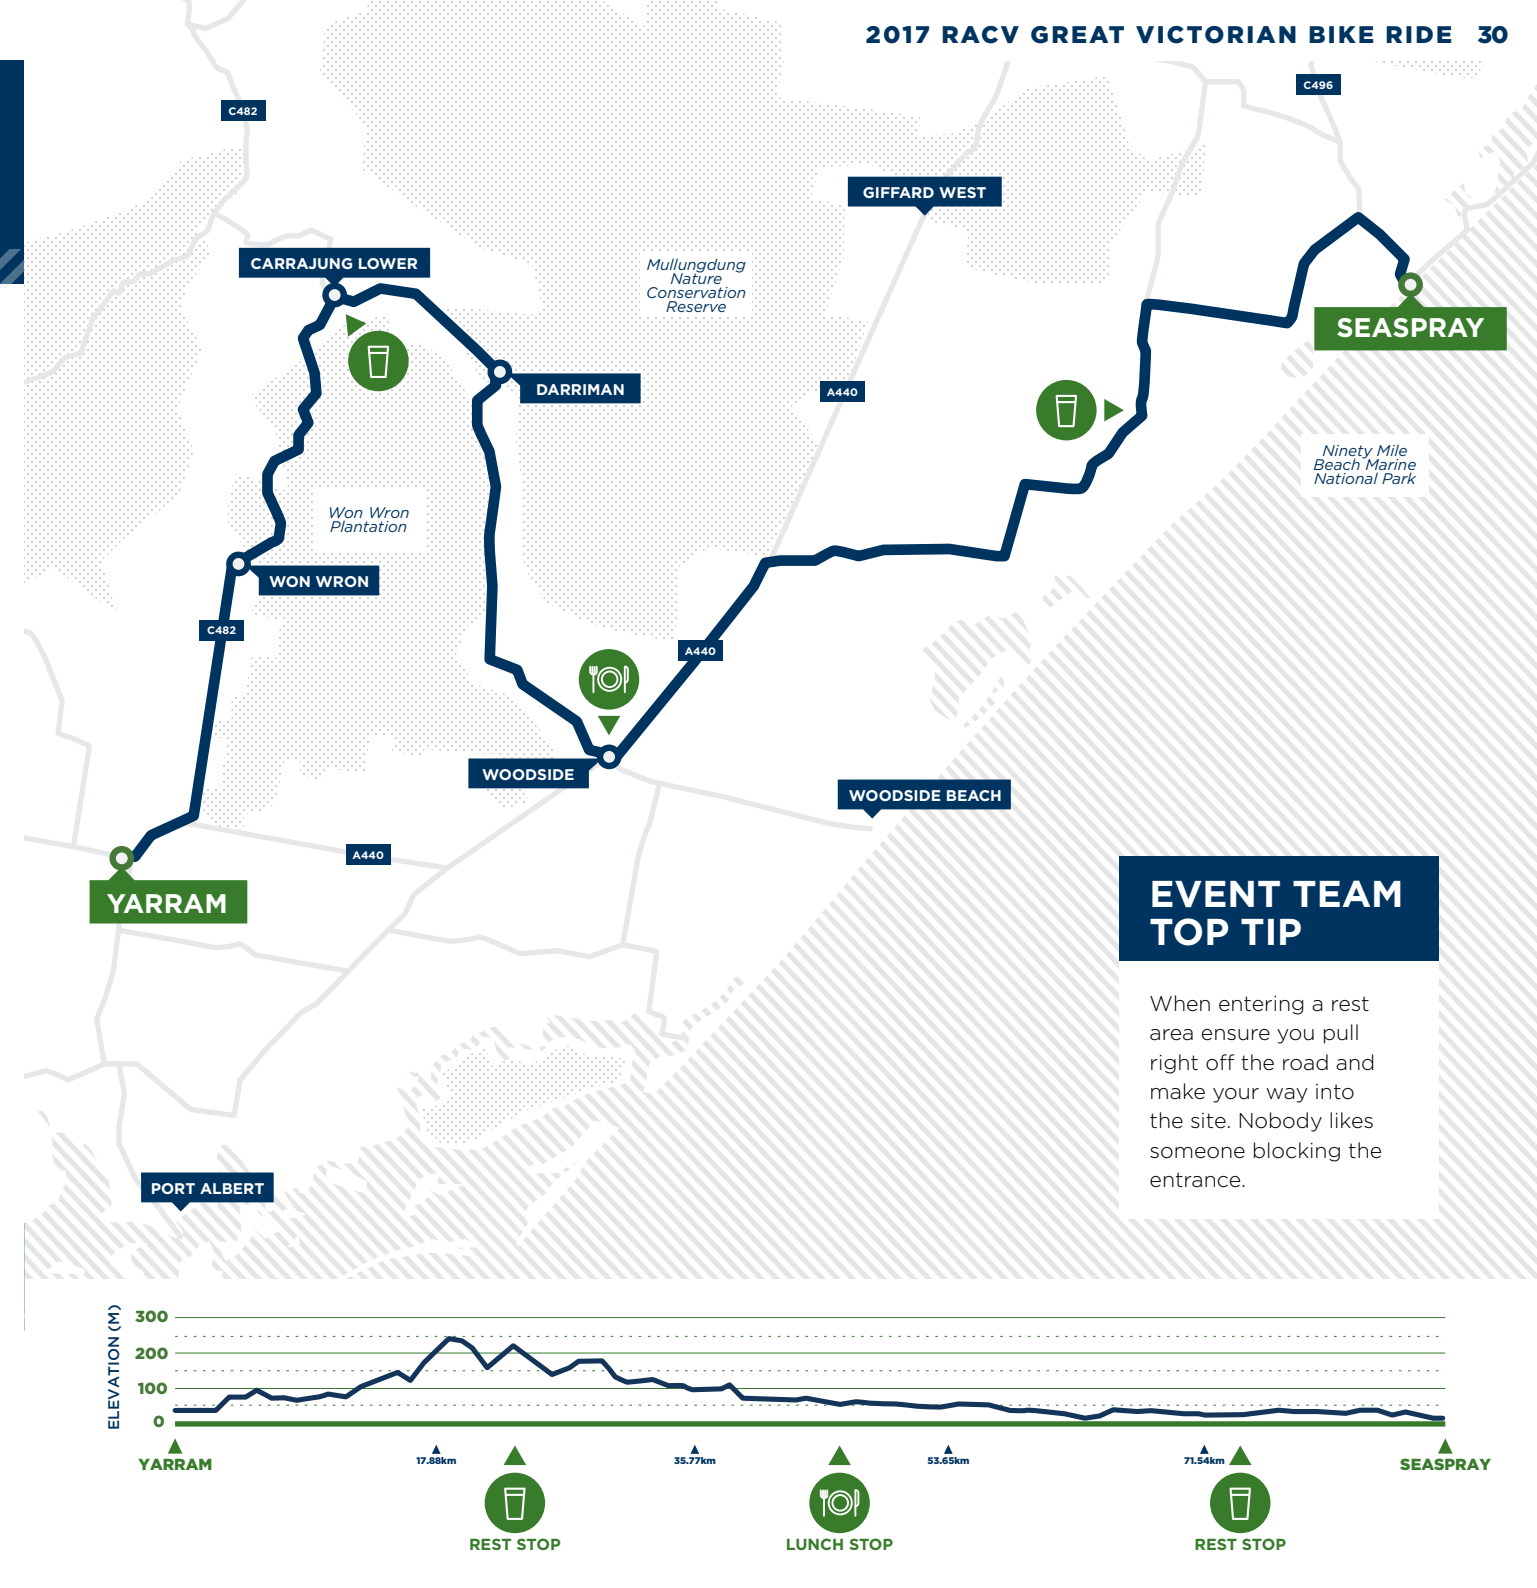 2017 RACV GREAT VICTORIAN BIKE RIDE 30
C496
C482
GIFFARD WEST
CARRAJUNG LOWER
Mullungdung
Nature
Conservation
Reserve
SEASPRAY
DARRIMAN
A440
Ninety Mile
Beach Marine
National Park
Won Wron
Plantation
WON WRON
C482
A440
WOODSIDE
WOODSIDE BEACH
A440
YARRAM
EVENT TEAM
TOP TIP
When entering a rest
area ensure you pull
right off the road and
make your way into
the site. Nobody likes
someone blocking the
entrance.
PORT ALBERT
ELEVATION (M)
300
200
100
0
YARRAM
17.88km
35.77km
53.65km
71.54km
SEASPRAY
REST STOP
LUNCH STOP
REST STOP